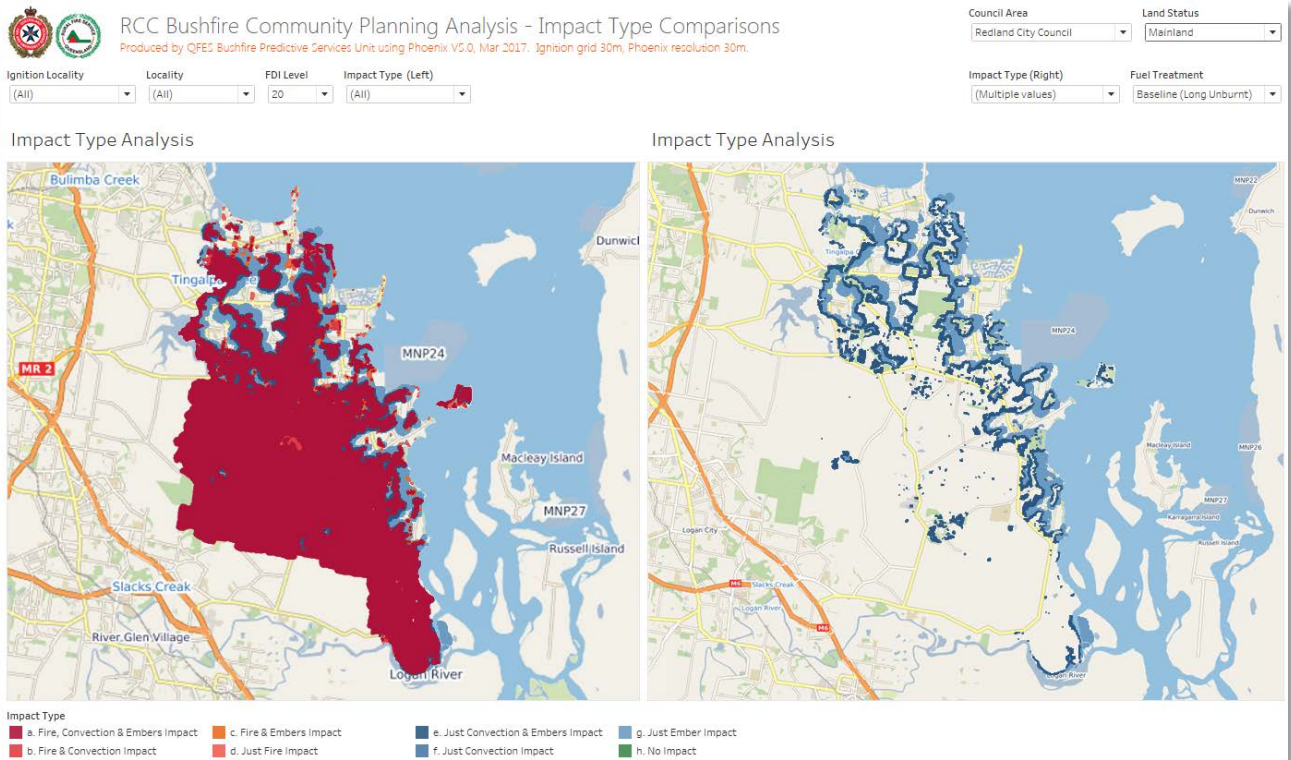 RCC Bushfire Community Planning Analysis - Impact Type Comparisons
Produced by QFES Bushfire Predictive Services Unit using Phoenix V5.0, Mar 2017. Ignition grid 30m, Phoenix resolution 30m.
Council Area
Land Status
Redland City Council
Mainland
Ignition Locality
Locality
FDI Level
Impact Type (Left)
(All)
(All)
20
(All)
Impact Type (Right)
Fuel Treatment
(Multiple values)
Baseline (Long Unburnt)
Impact Type Analysis
Bulimba Creek
Tingalpa
MR 2
MNP24
Macleay Island
MNP27
Russell Island
Slacks Creek
River Glen Village
Logan River
Impact Type Analysis
MNP22
Dunwich
Tingalpa
MNP24
Macleay Island
MNP26
MNP27
Karragarra Island
Russell Island
Logan City
M6
Slacks Creek
Logan River
M6
Logan River
Impact Type
a. Fire, Convection & Embers Impact
c. Fire & Embers Impact
e. Just Convection & Embers Impact
g. Just Ember Impact
b. Fire & Convection Impact
d. Just Fire Impact
f. Just Convection Impact
h. No Impact